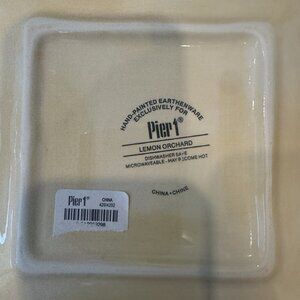 HAND-PAINTED EARTHENWARE
EXCLUSIVELY FOR
Pier 1®
LEMON ORCHARD
DISHWASHER SAFE
MICROWAVEABLE - MAY BECOME HOT
CHINA • CHINE
Pier 1®
CHINA